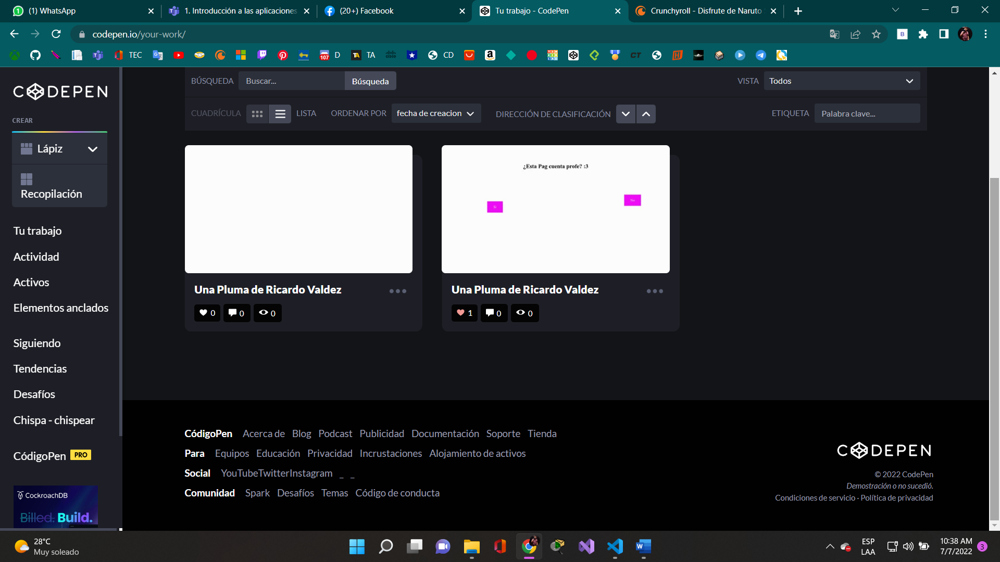 (1) WhatsApp
1. Introducción a las aplicaciones
(20+) Facebook
Tu trabajo - CodePen
Crunchyroll - Disfrute de Naruto
codepen.io/your-work/
TEC
107
D
TA
TA
cisco
CD
CT
B
CODEPEN
CREAR
Lápiz
Recopilación
Tu trabajo
Actividad
Activos
Elementos anclados
Siguiendo
Tendencias
Desafíos
Chispa - chispear
CódigoPen PRO
CockroachDB
Billed. Build.
BÚSQUEDA Buscar... Búsqueda VISTA Todos
CUADRÍCULA LISTA ORDENAR POR fecha de creacion DIRECCIÓN DE CLASIFICACIÓN ETIQUETA Palabra clave...
¿Esta Pag cuenta profe? :3
Si
No
Una Pluma de Ricardo Valdez
0 0 0
Una Pluma de Ricardo Valdez
1 0 0
CódigoPen Acerca de Blog Podcast Publicidad Documentación Soporte Tienda
Para Equipos Educación Privacidad Incrustaciones Alojamiento de activos
Social YouTubeTwitterInstagram _ _
Comunidad Spark Desafíos Temas Código de conducta
CODEPEN
© 2022 CodePen
Demostración o no sucedió.
Condiciones de servicio · Política de privacidad
28°C
Muy soleado
ESP
LAA
10:38 AM
7/7/2022
3